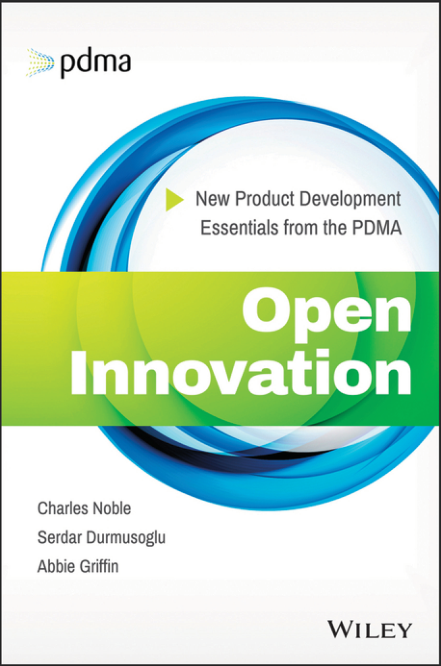 pdma
New Product Development
Essentials from the PDMA
Open
Innovation
Charles Noble
Serdar Durmusoglu
Abbie Griffin
WILEY